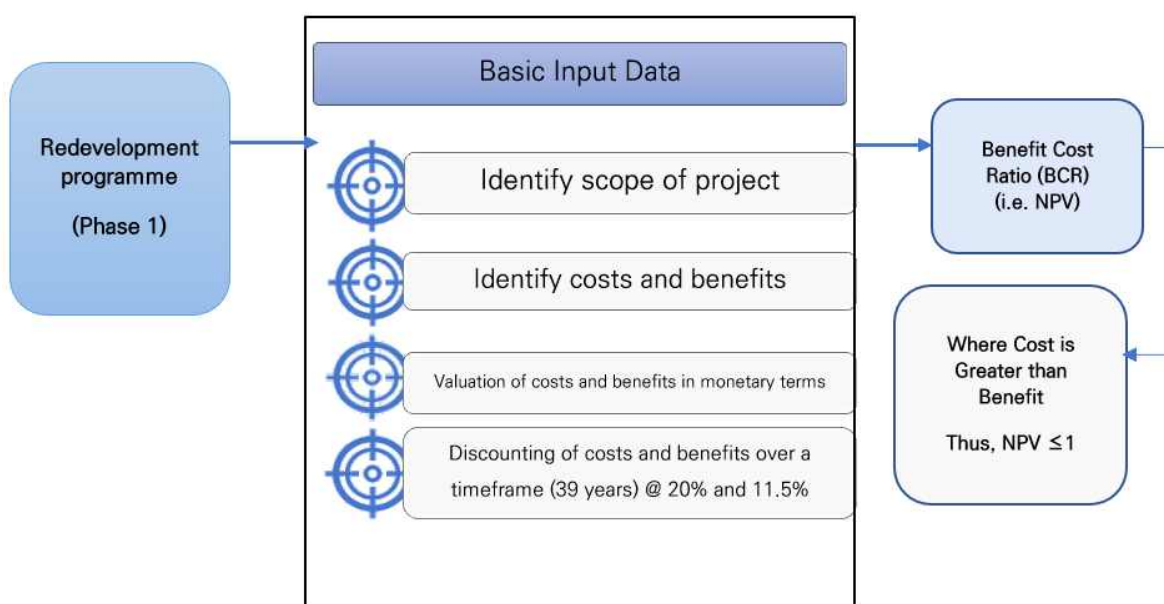 Redevelopment
programme
(Phase 1)
Basic Input Data
Identify scope of project
Identify costs and benefits
Valuation of costs and benefits in monetary terms
Discounting of costs and benefits over a
timeframe (39 years) @ 20% and 11.5%
Benefit Cost
Ratio (BCR)
(i.e. NPV)
Where Cost is
Greater than
Benefit
Thus, NPV ≤1